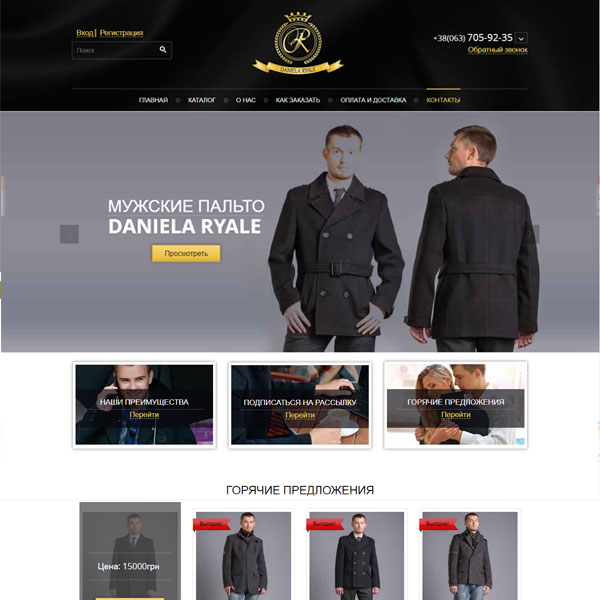 Вход | Регистрация
Поиск
DANIELA RYALE
+38(063) 705-92-35
Обратный звонок
ГЛАВНАЯ
КАТАЛОГ
О НАС
КАК ЗАКАЗАТЬ
ОПЛАТА И ДОСТАВКА
КОНТАКТЫ
МУЖСКИЕ ПАЛЬТО
DANIELA RYALE
Просмотреть
НАШИ ПРЕИМУЩЕСТВА
Перейти
ПОДПИСАТЬСЯ НА РАССЫЛКУ
Перейти
ГОРЯЧИЕ ПРЕДЛОЖЕНИЯ
Перейти
ГОРЯЧИЕ ПРЕДЛОЖЕНИЯ
Цена: 15000грн
Выгодно!
Выгодно!
Выгодно!